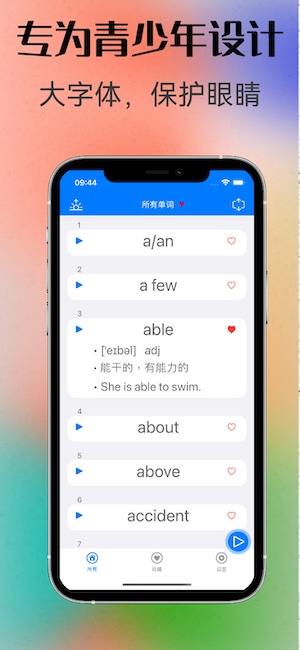 专为青少年设计
大字体，保护眼睛
09:44
所有单词
1
a/an
2
a few
3
able
• ['eɪbəl] adj
• 能干的，有能力的
• She is able to swim.
4
about
5
above
6
accident
7
所有
收藏
设置